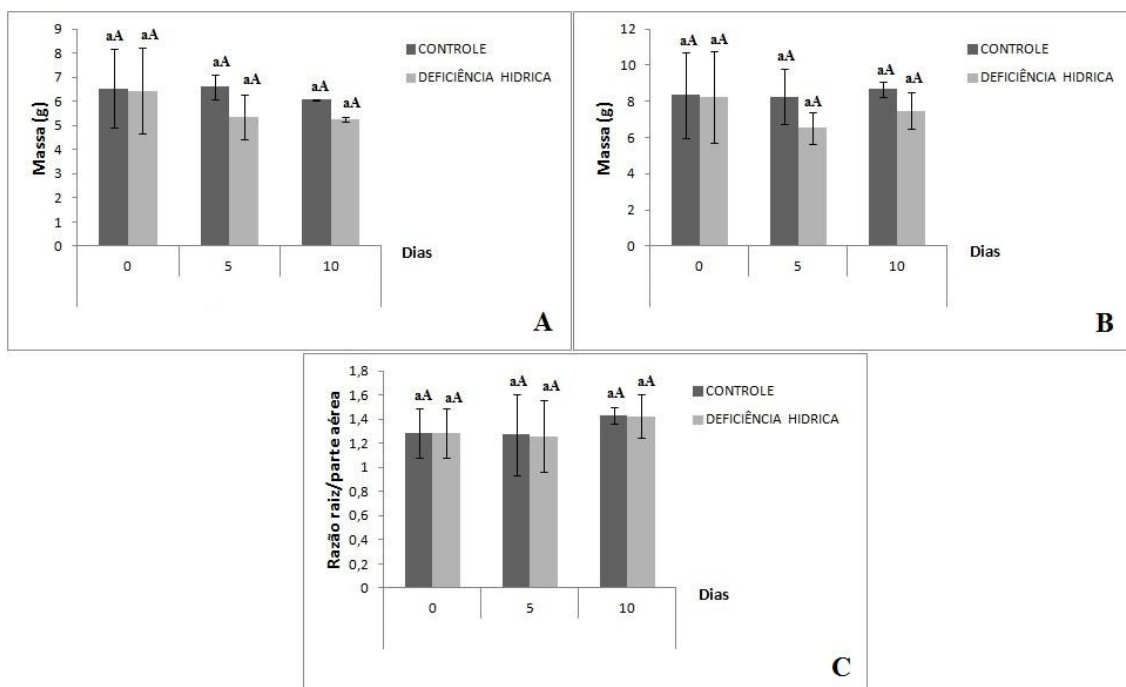 9
8
7
6
5
4
3
2
1
0
Massa (g)
aA aA aA aA aA aA
CONTROLE
DEFICIÊNCIA HIDRICA
0 5 10
Dias
A
12
10
8
6
4
2
0
Massa (g)
aA aA aA aA aA aA
CONTROLE
DEFICIÊNCIA HIDRICA
0 5 10
Dias
B
1,8
1,6
1,4
1,2
1
0,8
0,6
0,4
0,2
0
Razão raiz/parte aérea
aA aA aA aA aA aA
CONTROLE
DEFICIÊNCIA HIDRICA
0 5 10
Dias
C